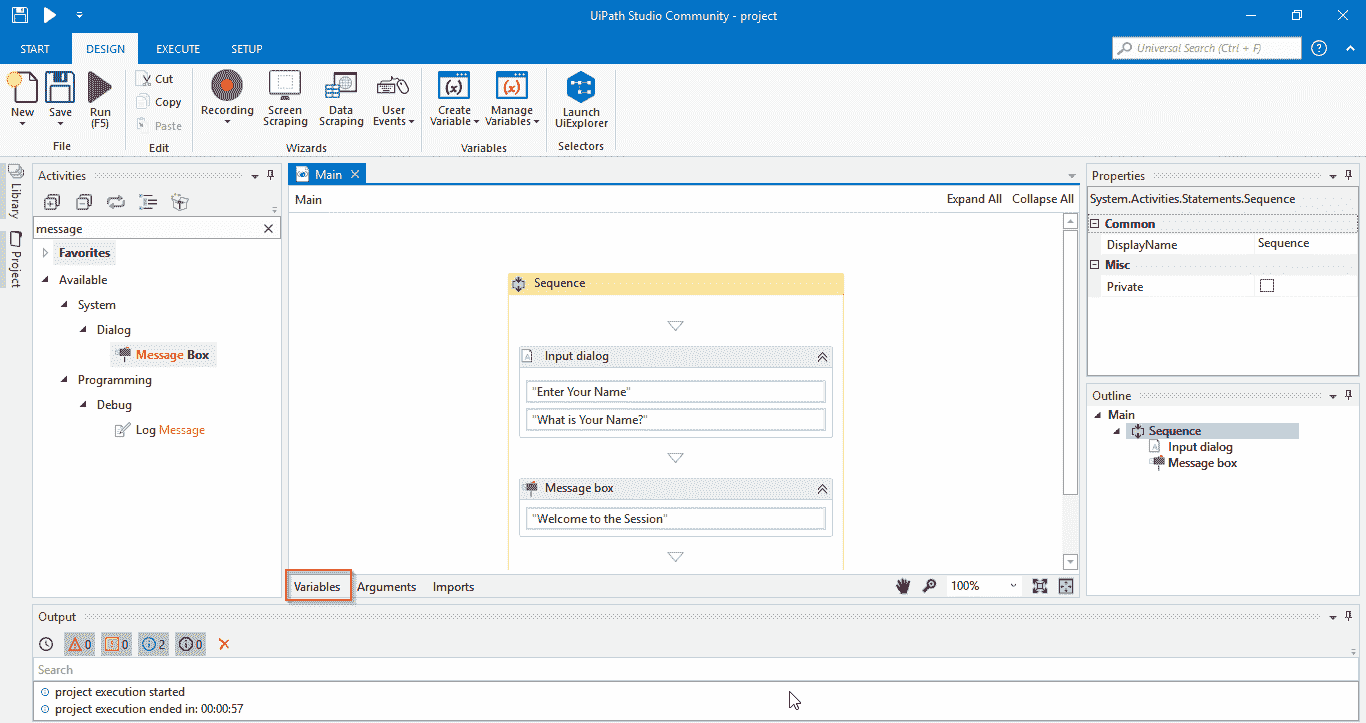 UiPath Studio Community - project
START DESIGN EXECUTE SETUP
Universal Search (Ctrl + F)
New
Save
Run
(F5)
File
Cut
Copy
Paste
Edit
Recording
Screen
Scraping
Data
Scraping
User
Events
Wizards
Create
Variable
Manage
Variables
Variables
Launch
UiExplorer
Selectors
Library
Project
Activities
message
Favorites
Available
System
Dialog
Message Box
Programming
Debug
Log Message
Main
Main
Expand All Collapse All
Sequence
Input dialog
"Enter Your Name"
"What is Your Name?"
Message box
"Welcome to the Session"
Variables Arguments Imports
100%
Properties
System.Activities.Statements.Sequence
Common
DisplayName Sequence
Misc
Private
Outline
Main
Sequence
Input dialog
Message box
Output
0 0 2 0
Search
project execution started
project execution ended in: 00:00:57